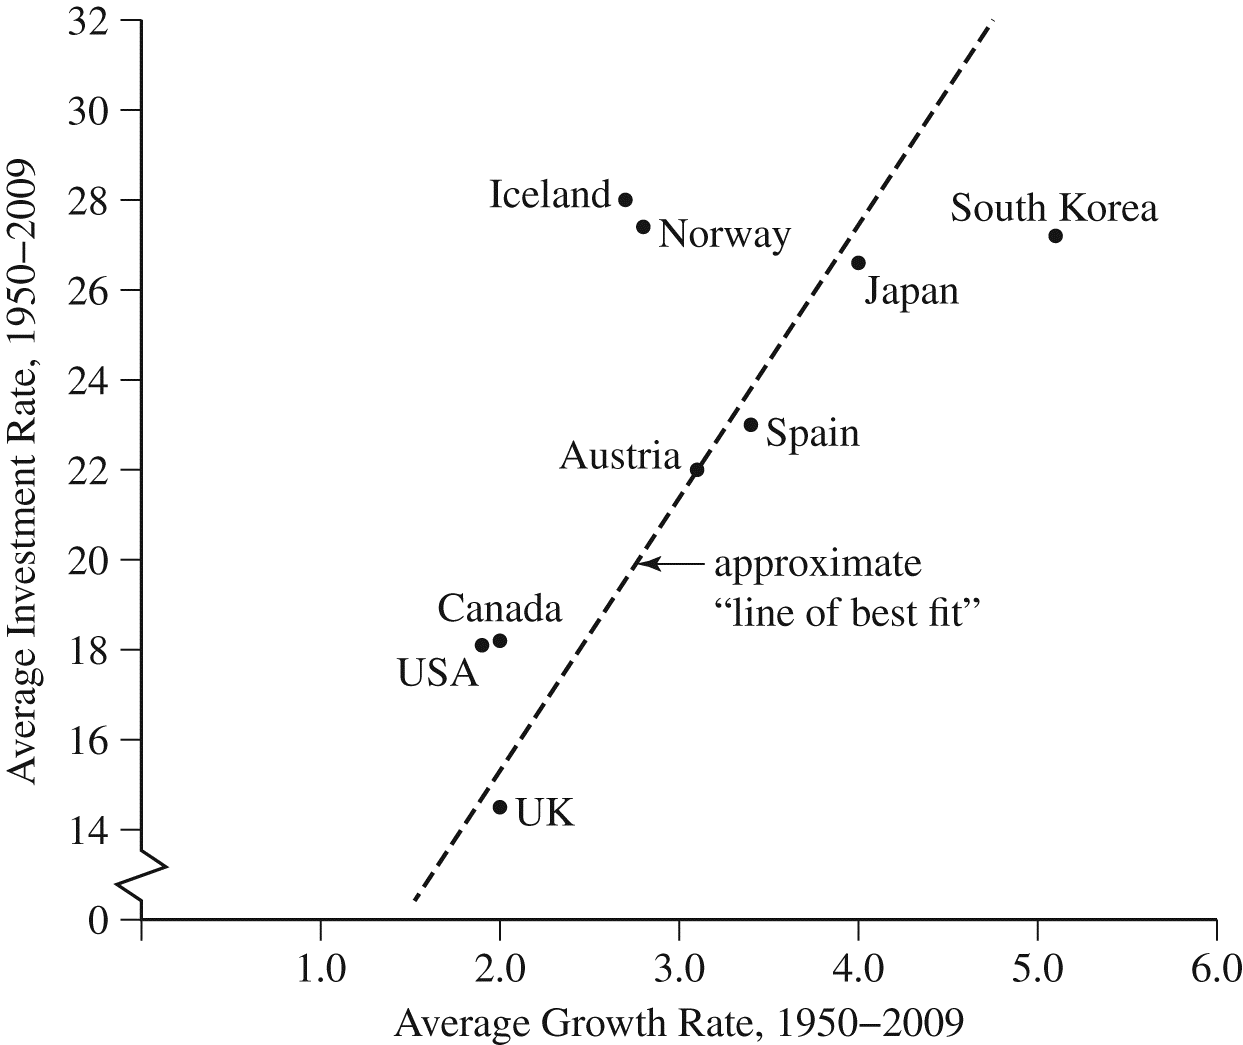 Average Investment Rate, 1950–2009
32
30
28
26
24
22
20
18
16
14
0
Iceland
Norway
South Korea
Japan
Spain
Austria
approximate
“line of best fit”
Canada
USA
UK
1.0 2.0 3.0 4.0 5.0 6.0
Average Growth Rate, 1950–2009